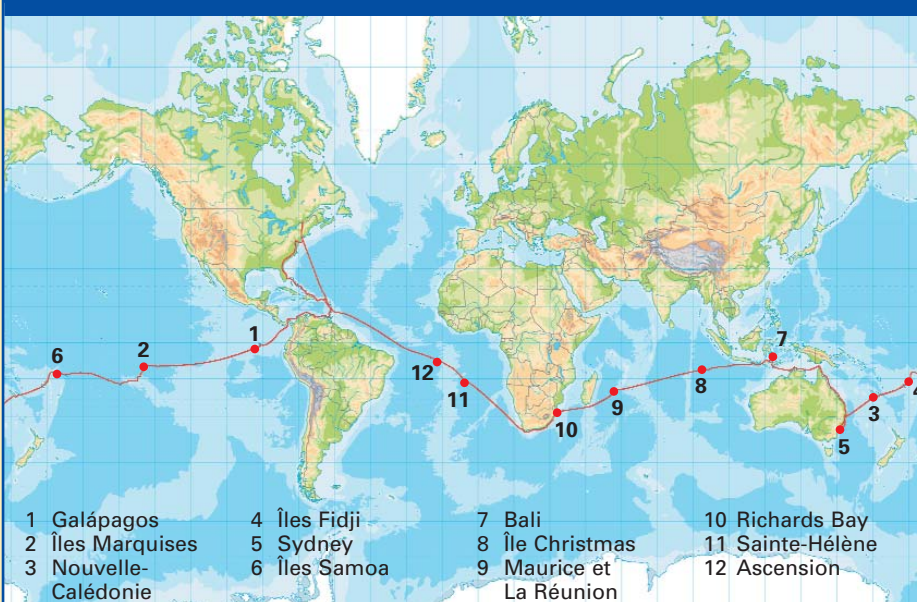 1
6
2
12
11
10
9
8
7
5
3
4
1 Galápagos
2 Îles Marquises
3 Nouvelle-
Calédonie
4 Îles Fidji
5 Sydney
6 Îles Samoa
7 Bali
8 Île Christmas
9 Maurice et
La Réunion
10 Richards Bay
11 Sainte-Hélène
12 Ascension